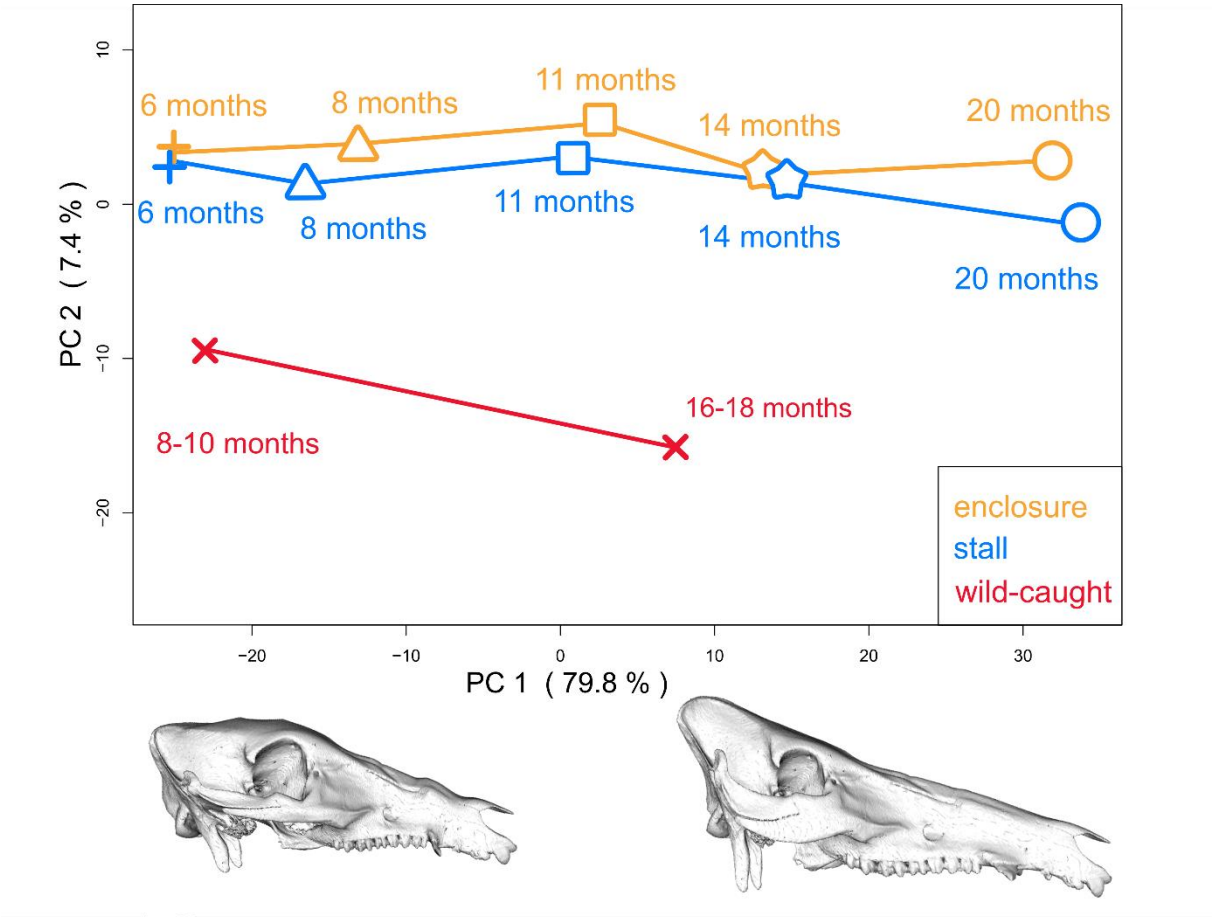 10
0
−10
−20
PC 2 ( 7.4 % )
6 months
8 months
11 months
14 months
20 months
6 months
8 months
11 months
14 months
20 months
8-10 months
16-18 months
enclosure
stall
wild-caught
−20
−10
0
10
20
30
PC 1 ( 79.8 % )